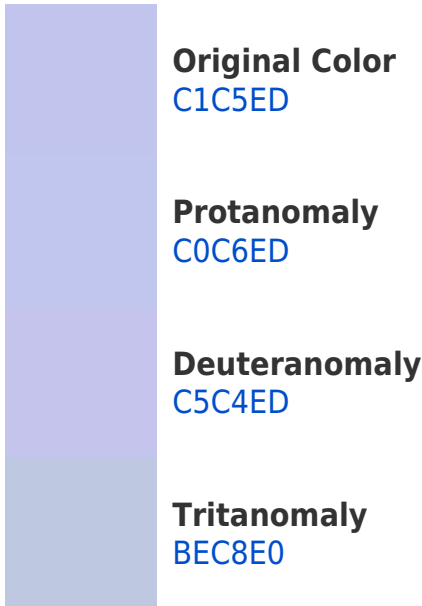 Original Color
C1C5ED
Protanomaly
C0C6ED
Deuteranomaly
C5C4ED
Tritanomaly
BEC8E0